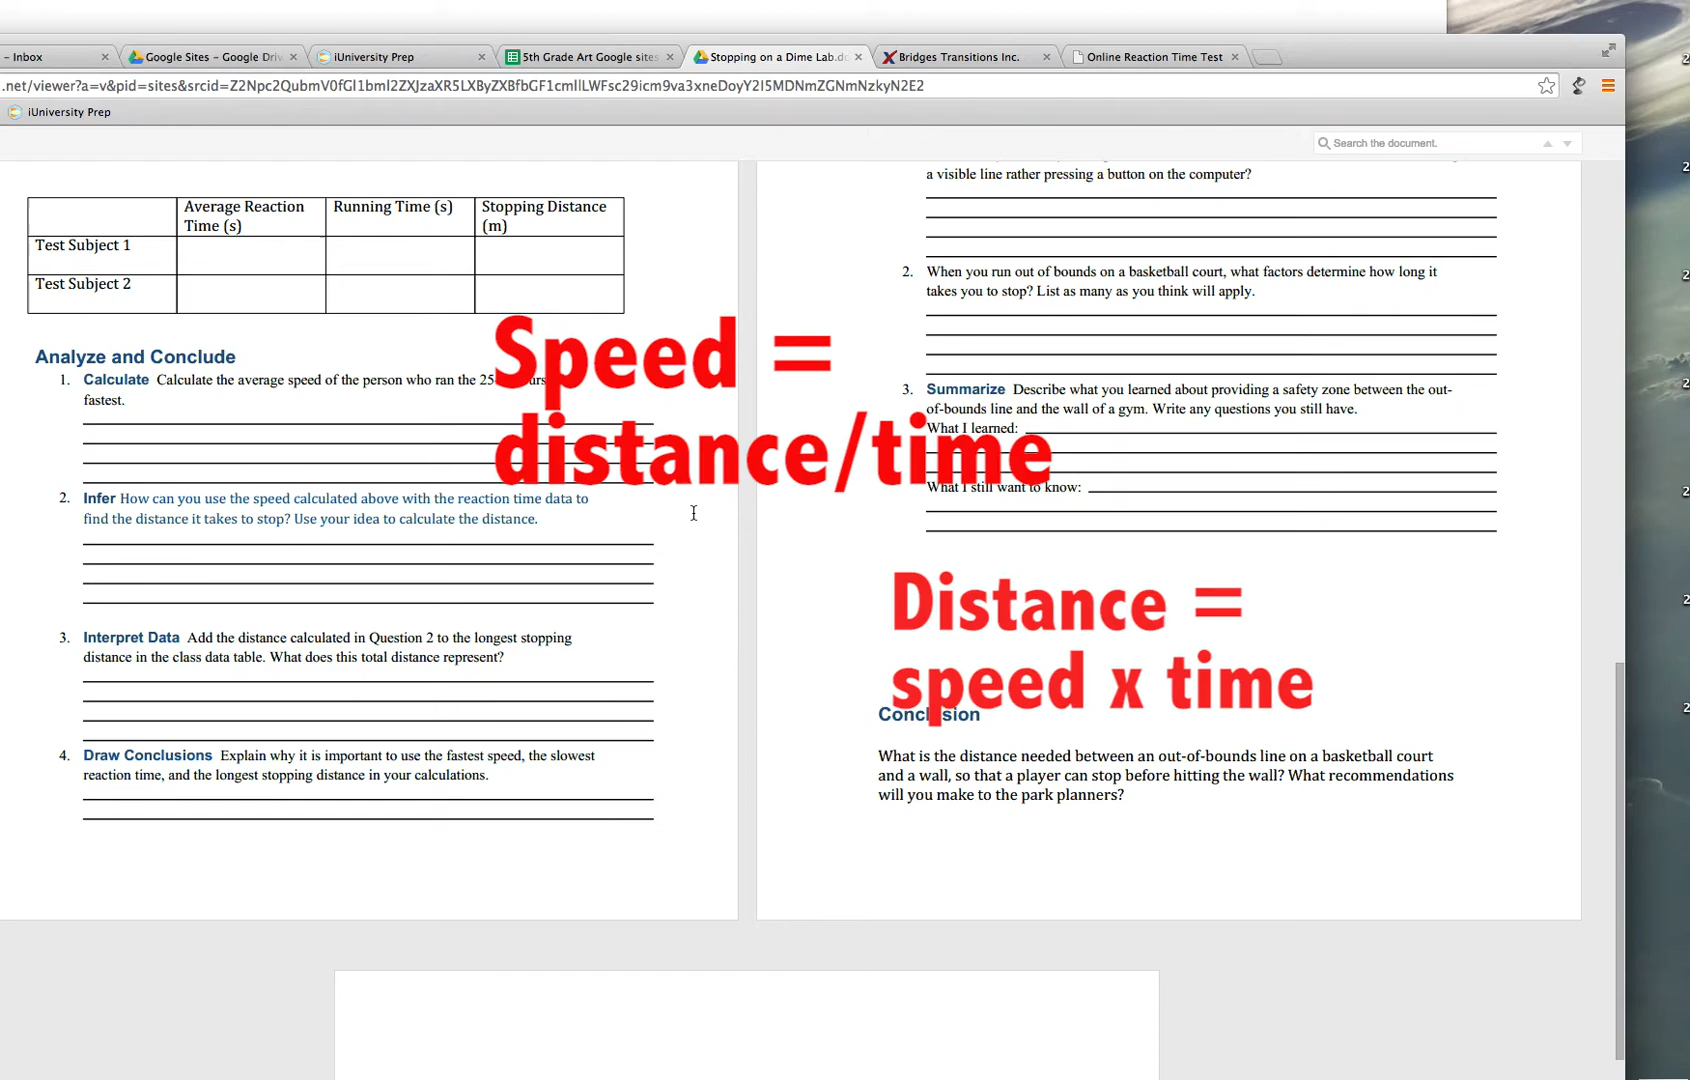 - Inbox
Google Sites – Google Driv
iUniversity Prep
5th Grade Art Google sites
Stopping on a Dime Lab.do
Bridges Transitions Inc.
Online Reaction Time Test
.net/viewer?a=v&pid=sites&srcid=Z2Npc2QubmV0fGl1bml2ZXJzaXR5LXByZXBfbGF1cmllLWFsc29icm9va3xneDoyY2I5MDNmZGNmNzkyN2E2
iUniversity Prep
Search the document.
Average Reaction Time (s)
Running Time (s)
Stopping Distance (m)
Test Subject 1
Test Subject 2
Analyze and Conclude
1. Calculate Calculate the average speed of the person who ran the 25
fastest.
2. Infer How can you use the speed calculated above with the reaction time data to
find the distance it takes to stop? Use your idea to calculate the distance.
3. Interpret Data Add the distance calculated in Question 2 to the longest stopping
distance in the class data table. What does this total distance represent?
4. Draw Conclusions Explain why it is important to use the fastest speed, the slowest
reaction time, and the longest stopping distance in your calculations.
Speed =
distance/time
a visible line rather pressing a button on the computer?
2. When you run out of bounds on a basketball court, what factors determine how long it
takes you to stop? List as many as you think will apply.
3. Summarize Describe what you learned about providing a safety zone between the out-
of-bounds line and the wall of a gym. Write any questions you still have.
What I learned:
What I still want to know:
Distance =
speed x time
Conclusion
What is the distance needed between an out-of-bounds line on a basketball court
and a wall, so that a player can stop before hitting the wall? What recommendations
will you make to the park planners?
2
2
2
2
2
2
2